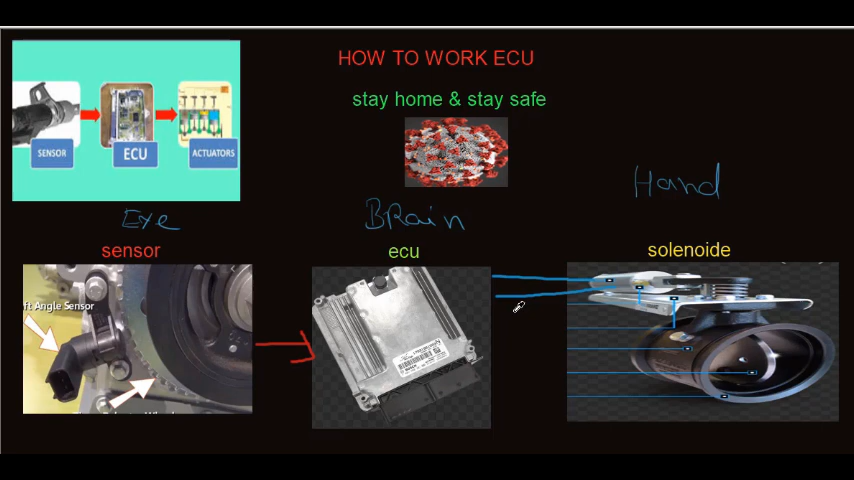 HOW TO WORK ECU
stay home & stay safe
SENSOR
ECU
ACTUATORS
Eye
BRain
Hand
sensor
ecu
solenoide
ft Angle Sensor